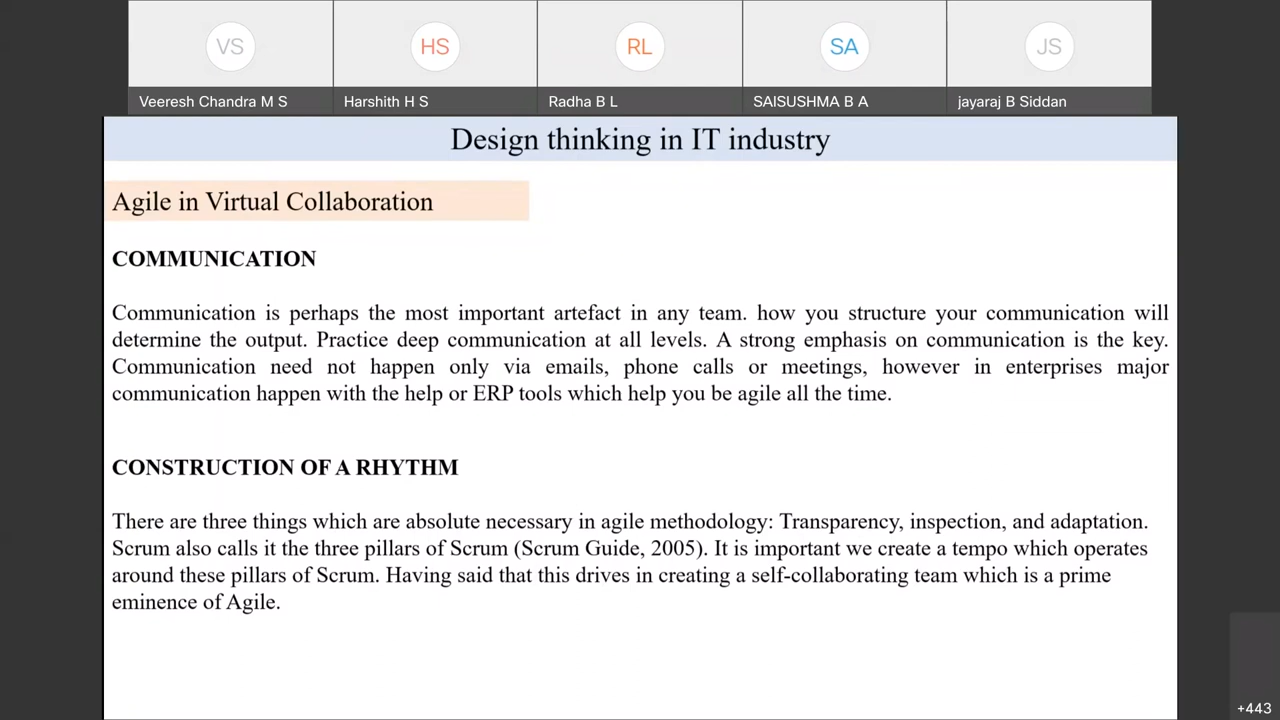 VS
HS
RL
SA
JS
Veeresh Chandra M S
Harshith H S
Radha B L
SAISUSHMA B A
jayaraj B Siddan
Design thinking in IT industry
Agile in Virtual Collaboration
COMMUNICATION
Communication is perhaps the most important artefact in any team. how you structure your communication will
determine the output. Practice deep communication at all levels. A strong emphasis on communication is the key.
Communication need not happen only via emails, phone calls or meetings, however in enterprises major
communication happen with the help or ERP tools which help you be agile all the time.
CONSTRUCTION OF A RHYTHM
There are three things which are absolute necessary in agile methodology: Transparency, inspection, and adaptation.
Scrum also calls it the three pillars of Scrum (Scrum Guide, 2005). It is important we create a tempo which operates
around these pillars of Scrum. Having said that this drives in creating a self-collaborating team which is a prime
eminence of Agile.
+443